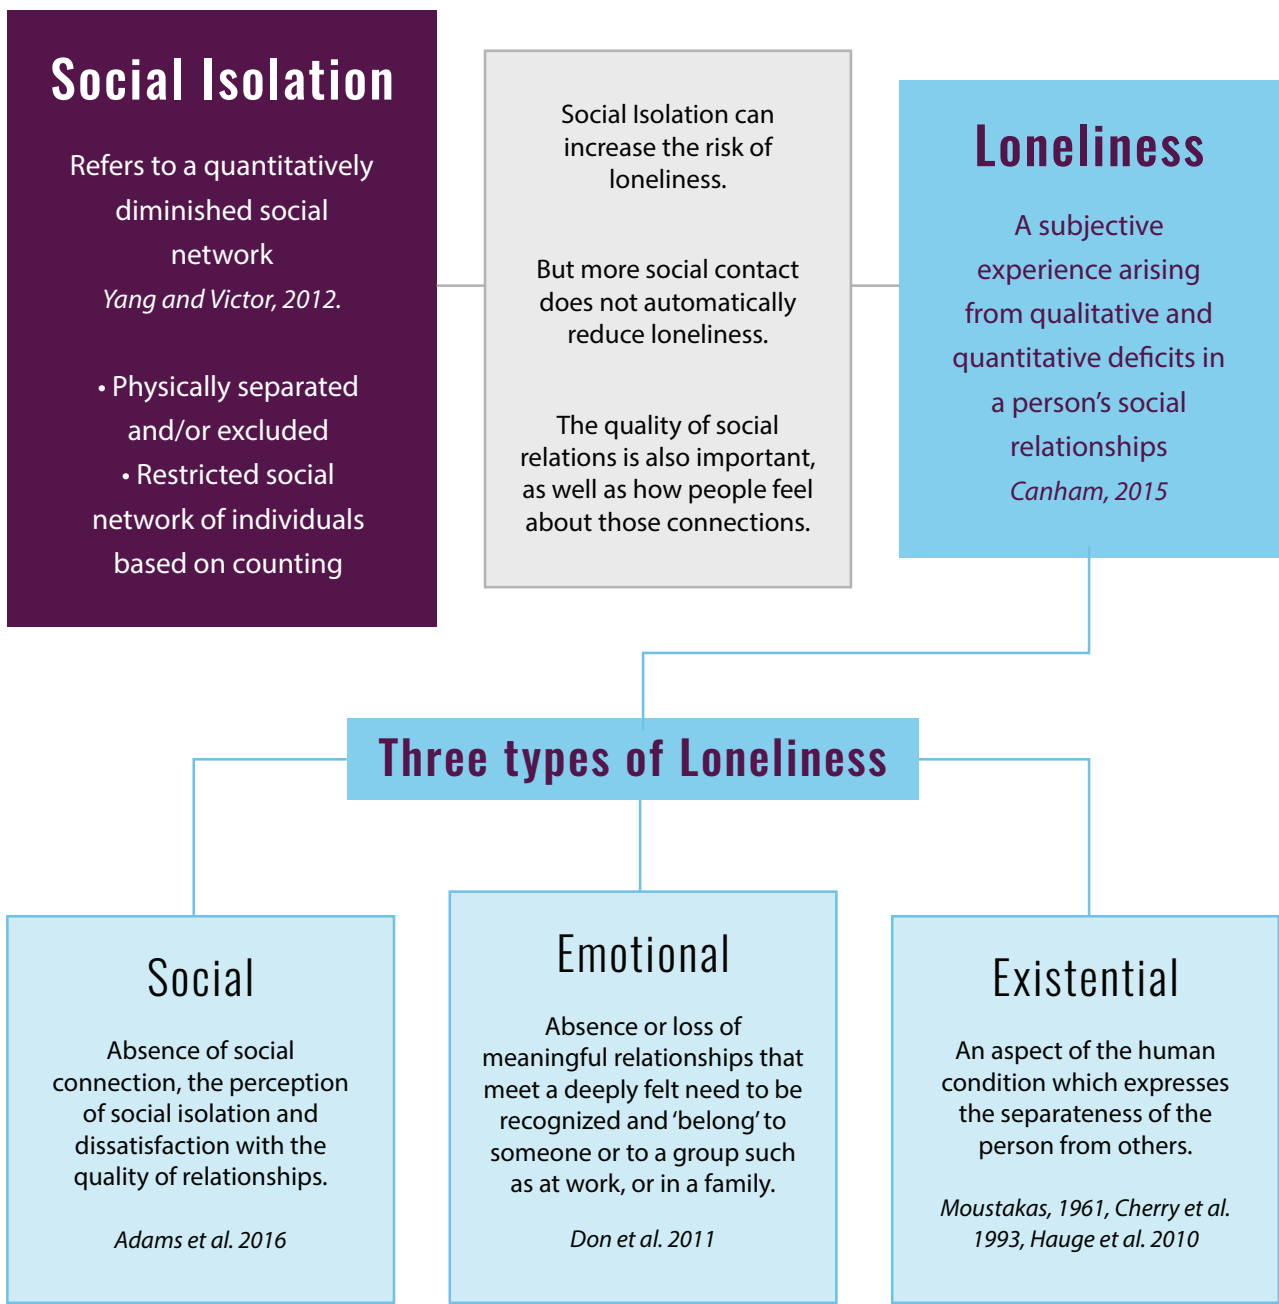 Social Isolation
Refers to a quantitatively
diminished social
network
Yang and Victor, 2012.
• Physically separated
and/or excluded
• Restricted social
network of individuals
based on counting
Social Isolation can
increase the risk of
loneliness.
But more social contact
does not automatically
reduce loneliness.
The quality of social
relations is also important,
as well as how people feel
about those connections.
Loneliness
A subjective
experience arising
from qualitative and
quantitative deficits in
a person’s social
relationships
Canham, 2015
Three types of Loneliness
Social
Absence of social
connection, the perception
of social isolation and
dissatisfaction with the
quality of relationships.
Adams et al. 2016
Emotional
Absence or loss of
meaningful relationships that
meet a deeply felt need to be
recognized and ‘belong’ to
someone or to a group such
as at work, or in a family.
Don et al. 2011
Existential
An aspect of the human
condition which expresses
the separateness of the
person from others.
Moustakas, 1961, Cherry et al.
1993, Hauge et al. 2010